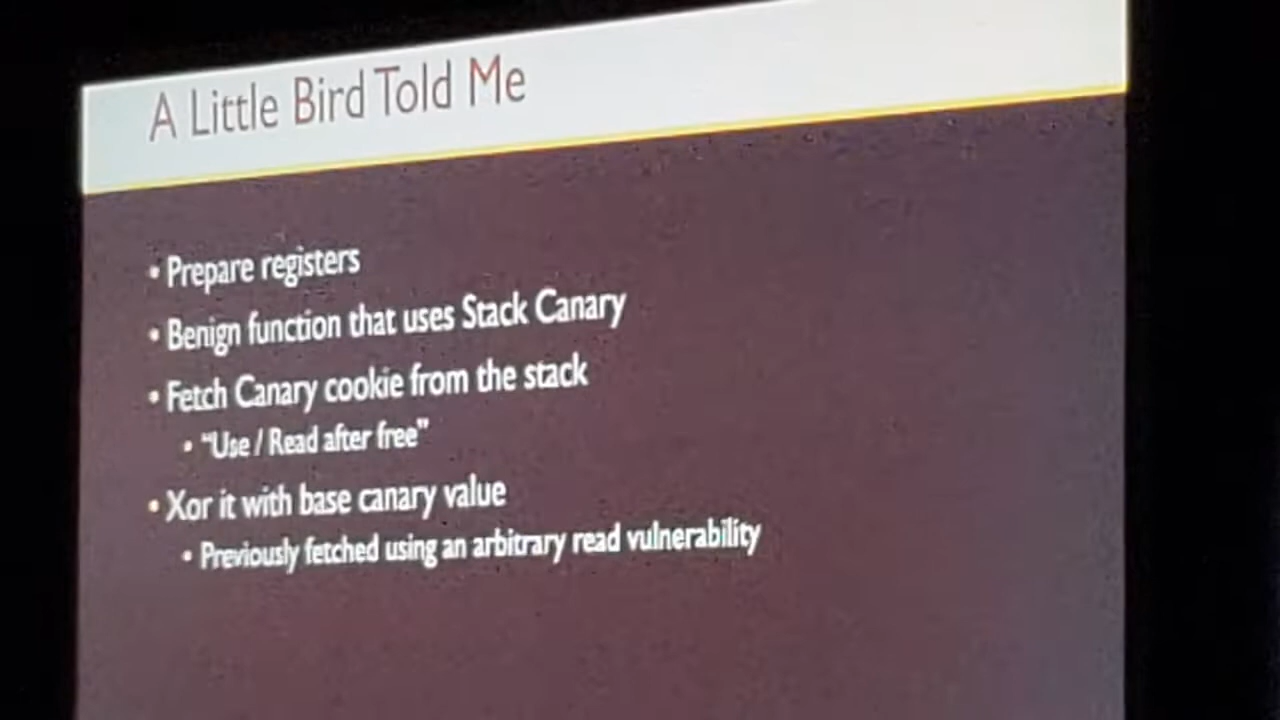 A Little Bird Told Me
• Prepare registers
• Benign function that uses Stack Canary
• Fetch Canary cookie from the stack
• “Use / Read after free”
• Xor it with base canary value
• Previously fetched using an arbitrary read vulnerability